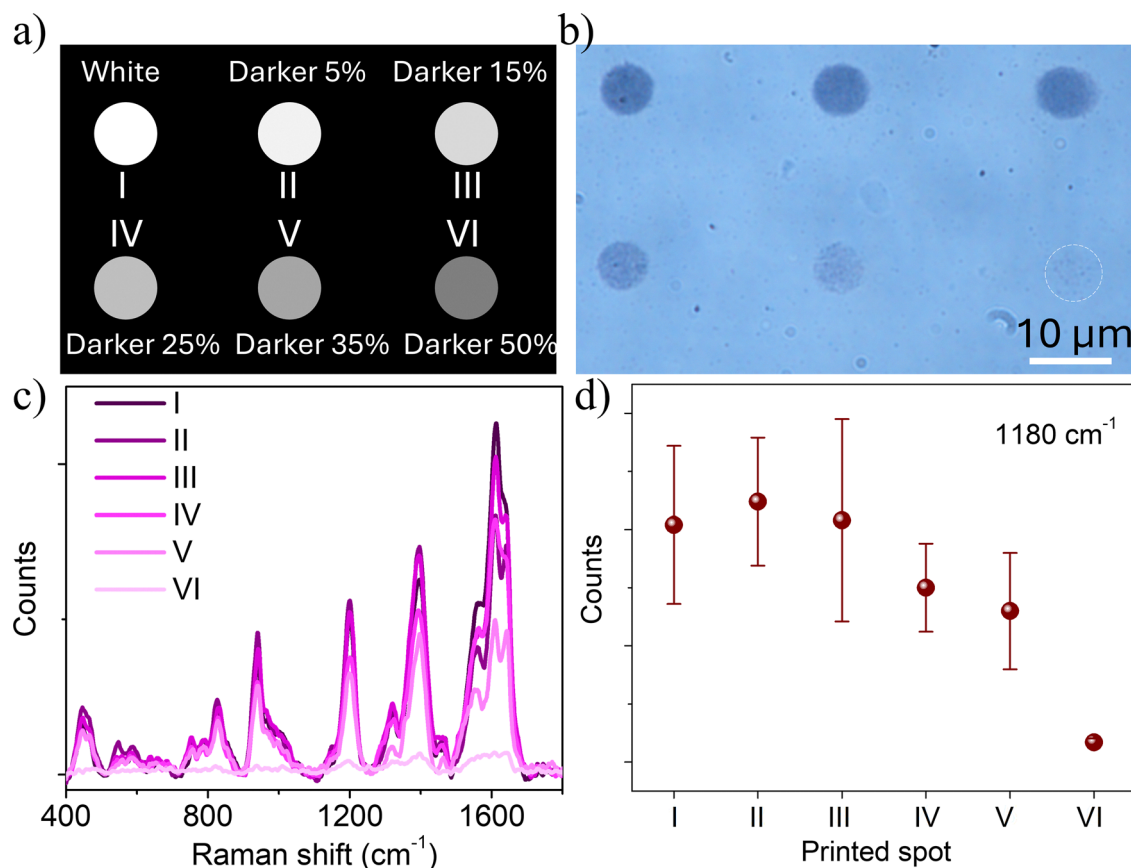 a)
White Darker 5% Darker 15%
I II III
IV V VI
Darker 25% Darker 35% Darker 50%
b)
10 µm
c)
I
II
III
IV
V
VI
Counts
400 800 1200 1600
Raman shift (cm⁻¹)
d)
1180 cm⁻¹
Counts
I II III IV V VI
Printed spot